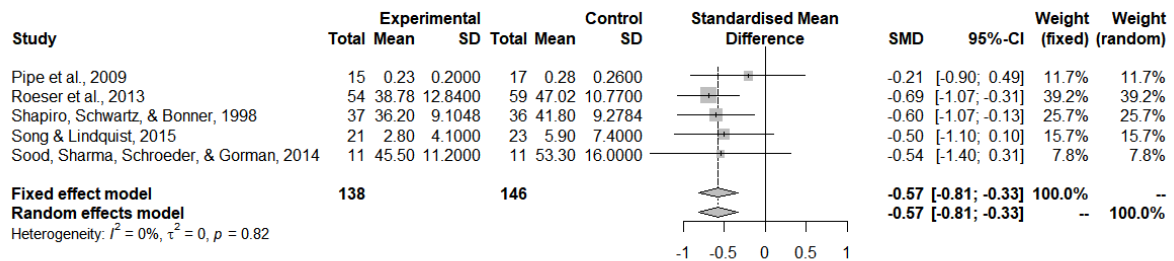 Experimental Control Standardised Mean Weight Weight
Study Total Mean SD Total Mean SD Difference SMD 95%-CI (fixed) (random)
Pipe et al., 2009 15 0.23 0.2000 17 0.28 0.2600 -0.21 [-0.90; 0.49] 11.7% 11.7%
Roeser et al., 2013 54 38.78 12.8400 59 47.02 10.7700 -0.69 [-1.07; -0.31] 39.2% 39.2%
Shapiro, Schwartz, & Bonner, 1998 37 36.20 9.1048 36 41.80 9.2784 -0.60 [-1.07; -0.13] 25.7% 25.7%
Song & Lindquist, 2015 21 2.80 4.1000 23 5.90 7.4000 -0.50 [-1.10; 0.10] 15.7% 15.7%
Sood, Sharma, Schroeder, & Gorman, 2014 11 45.50 11.2000 11 53.30 16.0000 -0.54 [-1.40; 0.31] 7.8% 7.8%
Fixed effect model 138 146 -0.57 [-0.81; -0.33] 100.0% --
Random effects model -0.57 [-0.81; -0.33] -- 100.0%
Heterogeneity: I² = 0%, τ² = 0, p = 0.82
-1 -0.5 0 0.5 1